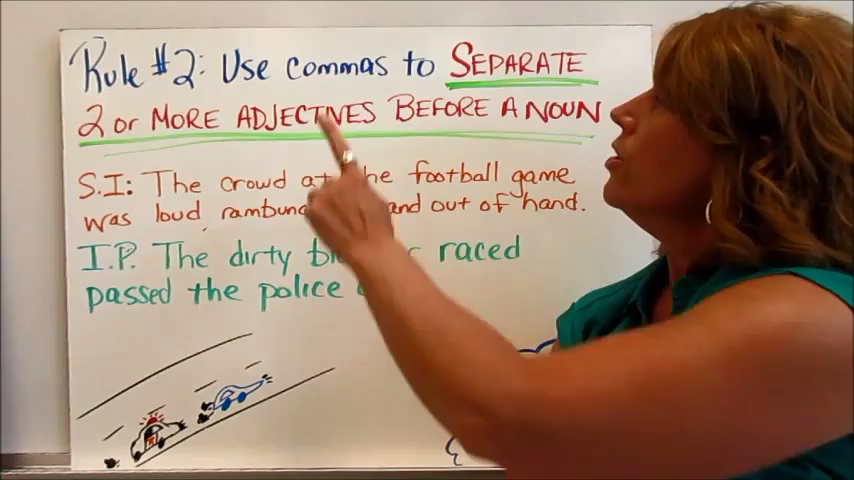 Rule #2: Use commas to SEPARATE
2 or MORE ADJECTIVES BEFORE A NOUN
S.I: The crowd at the football game
was loud, and out of hand.
I.P. The dirty raced
passed the police